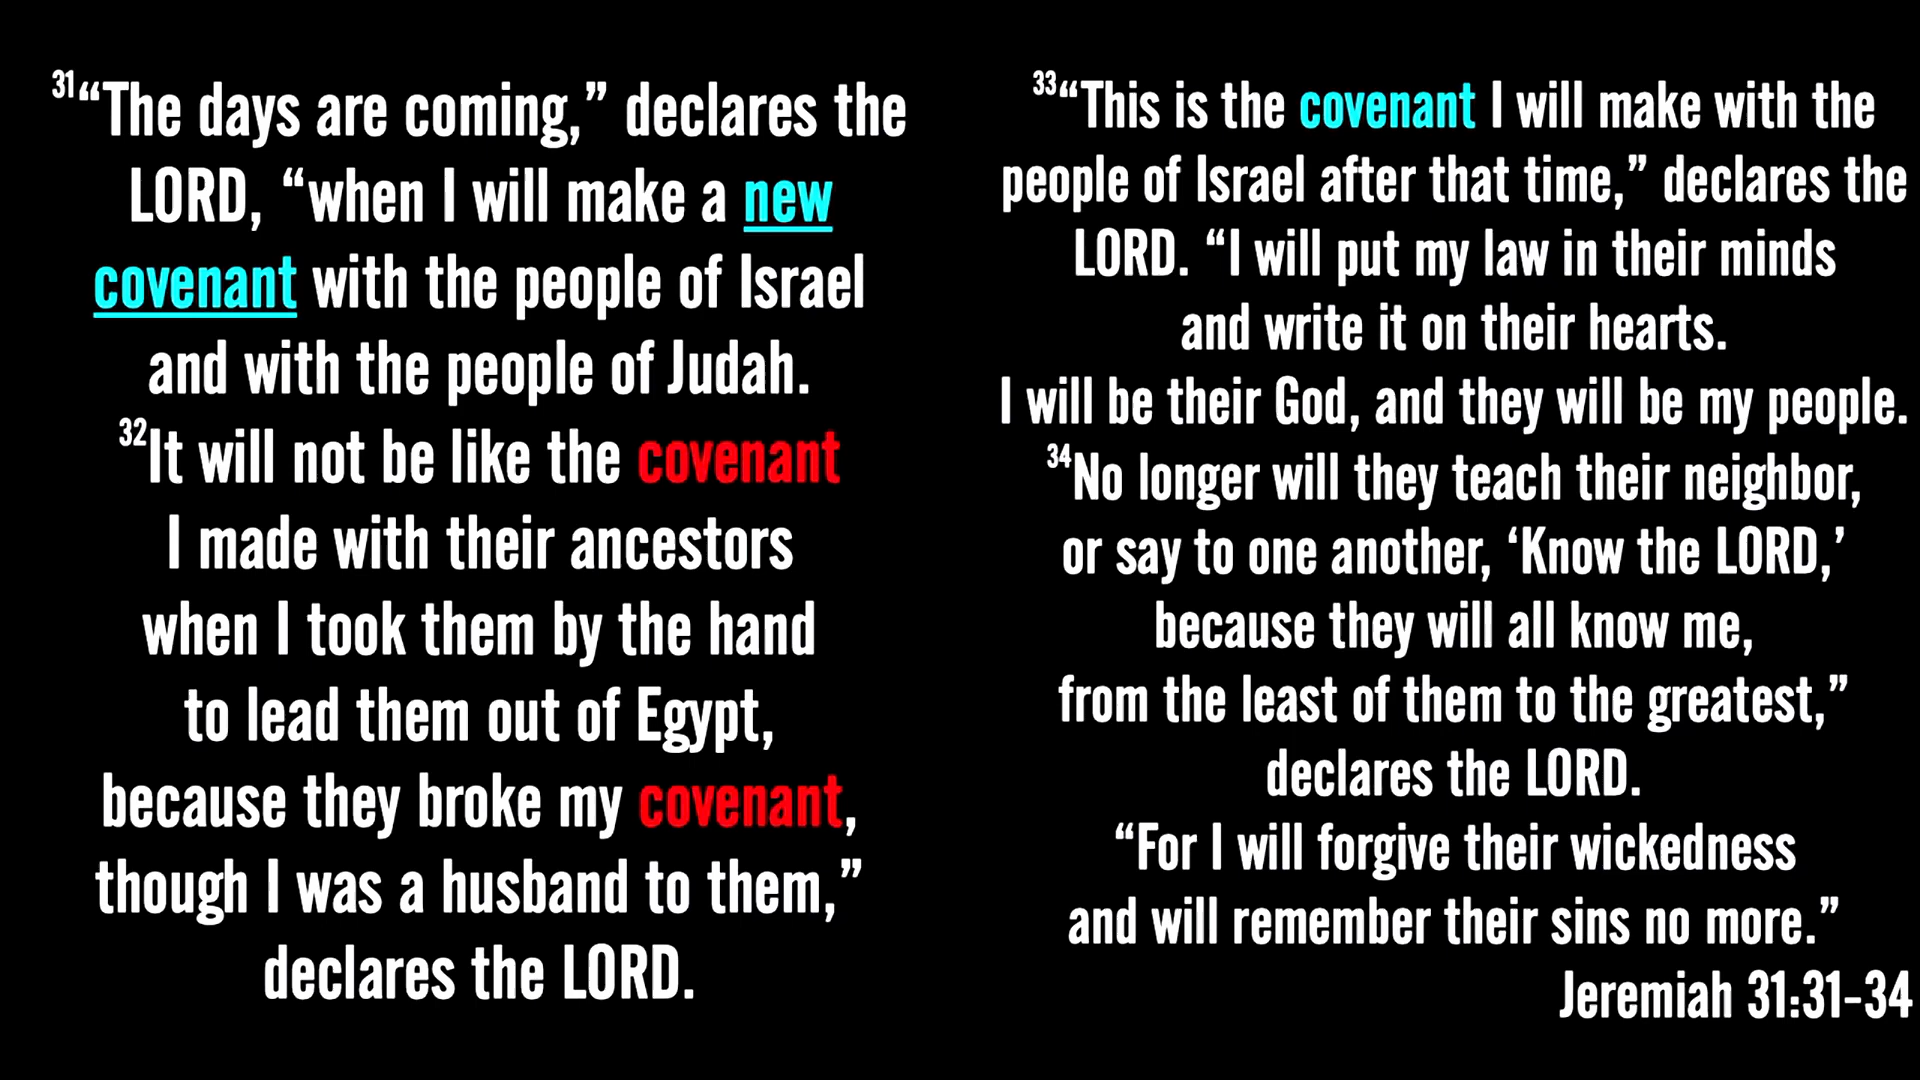 31“The days are coming,” declares the
LORD, “when I will make a new
covenant with the people of Israel
and with the people of Judah.
32It will not be like the covenant
I made with their ancestors
when I took them by the hand
to lead them out of Egypt,
because they broke my covenant,
though I was a husband to them,”
declares the LORD.
33“This is the covenant I will make with the
people of Israel after that time,” declares the
LORD. “I will put my law in their minds
and write it on their hearts.
I will be their God, and they will be my people.
34No longer will they teach their neighbor,
or say to one another, ‘Know the LORD,’
because they will all know me,
from the least of them to the greatest,”
declares the LORD.
“For I will forgive their wickedness
and will remember their sins no more.”
Jeremiah 31:31–34